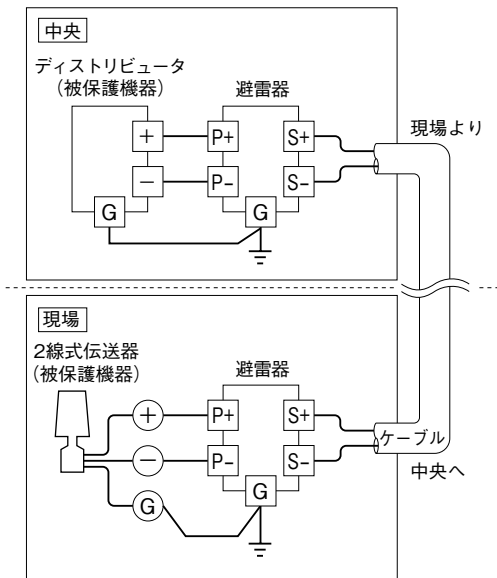 中央
ディストリビュータ
(被保護機器)
避雷器
+
P+
S+
現場より
−
P−
S−
G
G
現場
2線式伝送器
(被保護機器)
避雷器
+
P+
S+
ケーブル
−
P−
S−
中央へ
G
G